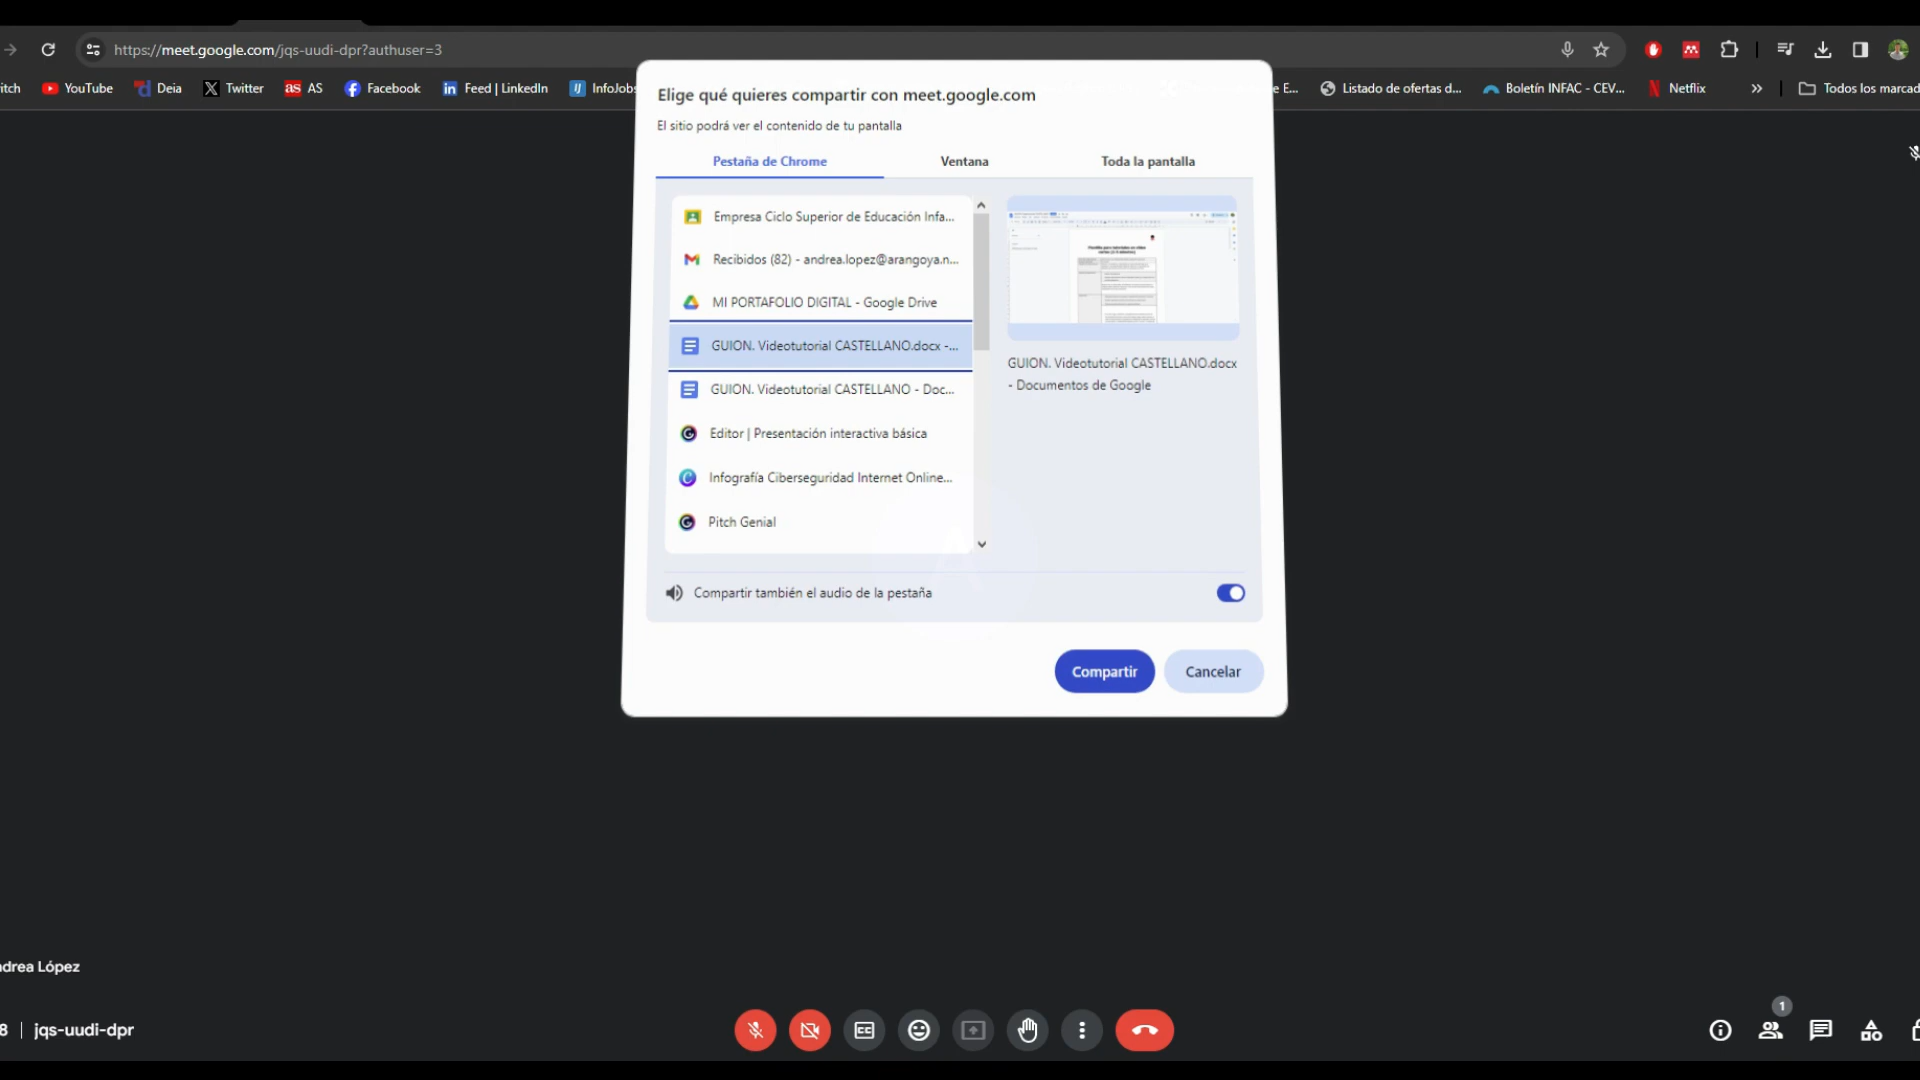 https://meet.google.com/jqs-uudi-dpr?authuser=3
itch YouTube Deia Twitter AS Facebook Feed | LinkedIn InfoJobs e E... Listado de ofertas d... Boletín INFAC - CEV... Netflix » Todos los marcad
Elige qué quieres compartir con meet.google.com
El sitio podrá ver el contenido de tu pantalla
Pestaña de Chrome Ventana Toda la pantalla
Empresa Ciclo Superior de Educación Infa...
Recibidos (82) - andrea.lopez@arangoya.n...
MI PORTAFOLIO DIGITAL - Google Drive
GUION. Videotutorial CASTELLANO.docx -...
GUION. Videotutorial CASTELLANO - Doc...
Editor | Presentación interactiva básica
Infografía Ciberseguridad Internet Online...
Pitch Genial
GUION. Videotutorial CASTELLANO.docx
- Documentos de Google
Compartir también el audio de la pestaña
Compartir Cancelar
ndrea López
8 | jqs-uudi-dpr
1